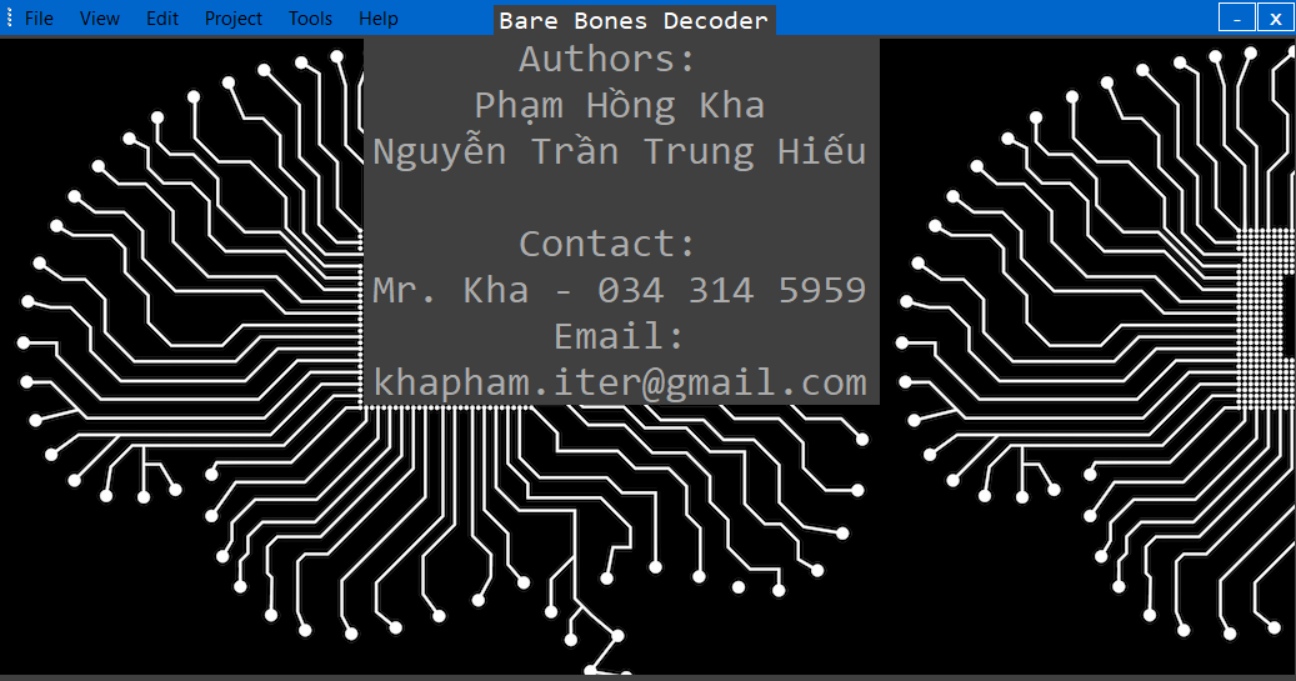 File View Edit Project Tools Help Bare Bones Decoder - x
Authors:
Phạm Hồng Kha
Nguyễn Trần Trung Hiếu
Contact:
Mr. Kha - 034 314 5959
Email:
khapham.iter@gmail.com